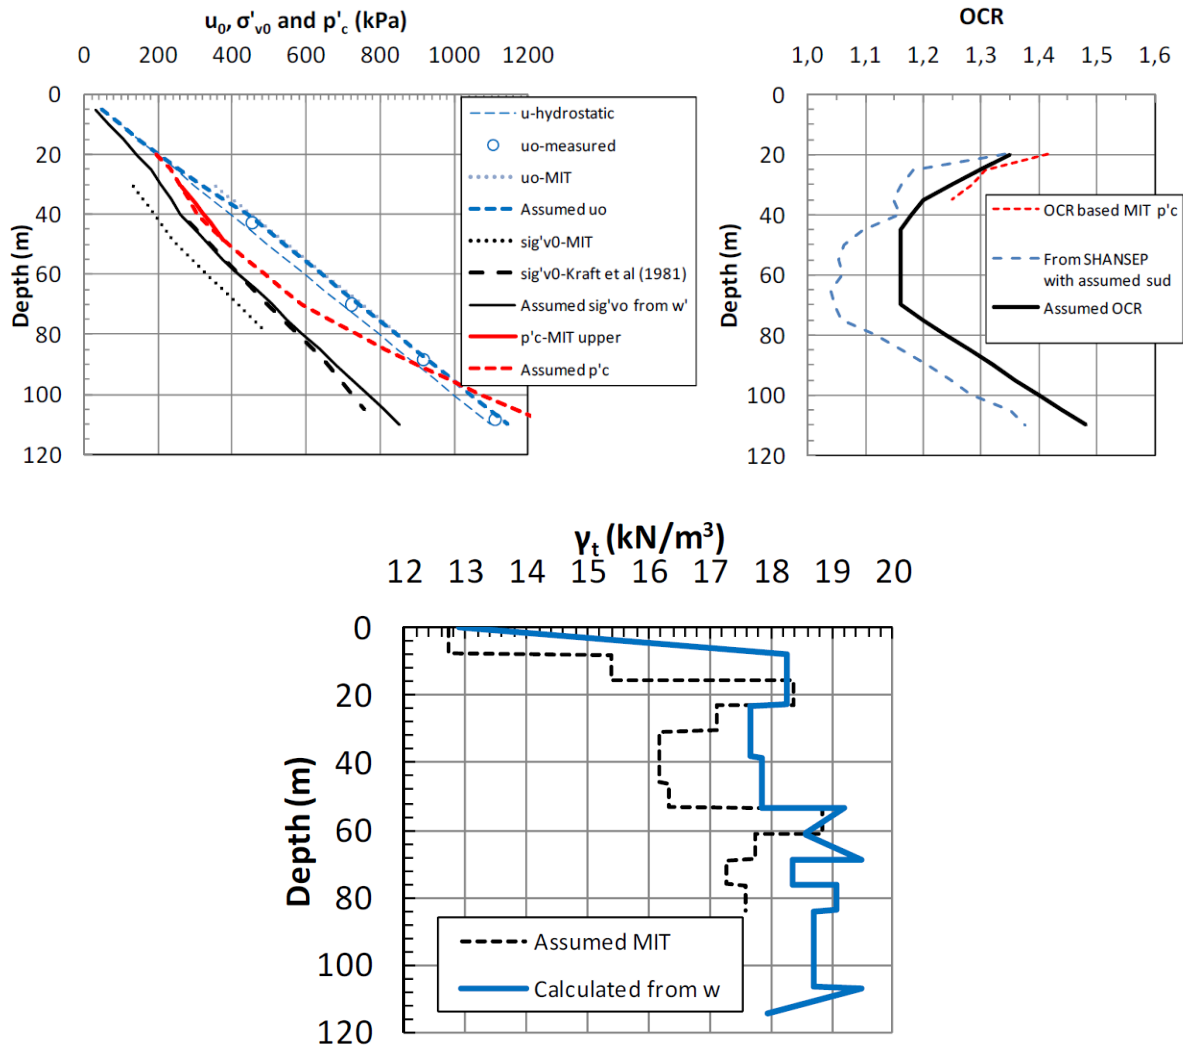 u₀, σ'v0 and p'c (kPa)
0 200 400 600 800 1000 1200
0
20
40
60
80
100
120
Depth (m)
u-hydrostatic
uo-measured
uo-MIT
Assumed uo
sig'v0-MIT
sig'v0-Kraft et al (1981)
Assumed sig'vo from w'
p'c-MIT upper
Assumed p'c
OCR
1,0 1,1 1,2 1,3 1,4 1,5 1,6
0
20
40
60
80
100
120
Depth (m)
OCR based MIT p'c
From SHANSEP
with assumed sud
Assumed OCR
γt (kN/m³)
12 13 14 15 16 17 18 19 20
0
20
40
60
80
100
120
Depth (m)
Assumed MIT
Calculated from w